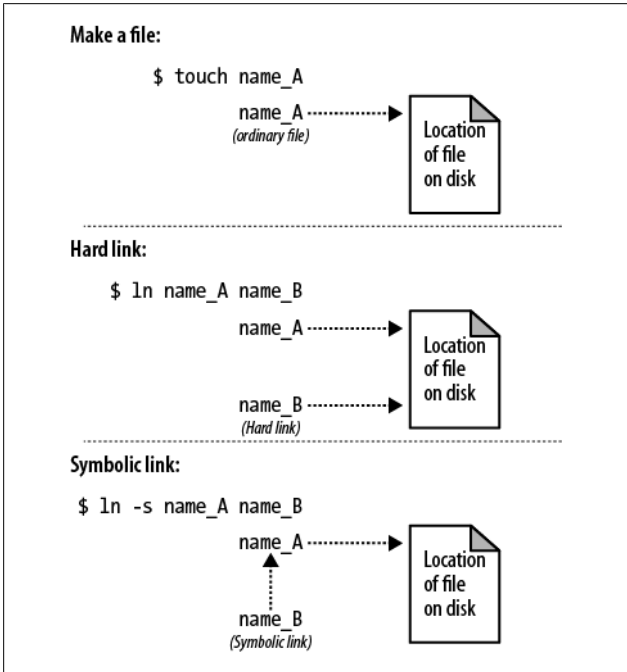 Make a file:
$ touch name_A
name_A
(ordinary file)
Location
of file
on disk
Hard link:
$ ln name_A name_B
name_A
name_B
(Hard link)
Location
of file
on disk
Symbolic link:
$ ln -s name_A name_B
name_A
name_B
(Symbolic link)
Location
of file
on disk